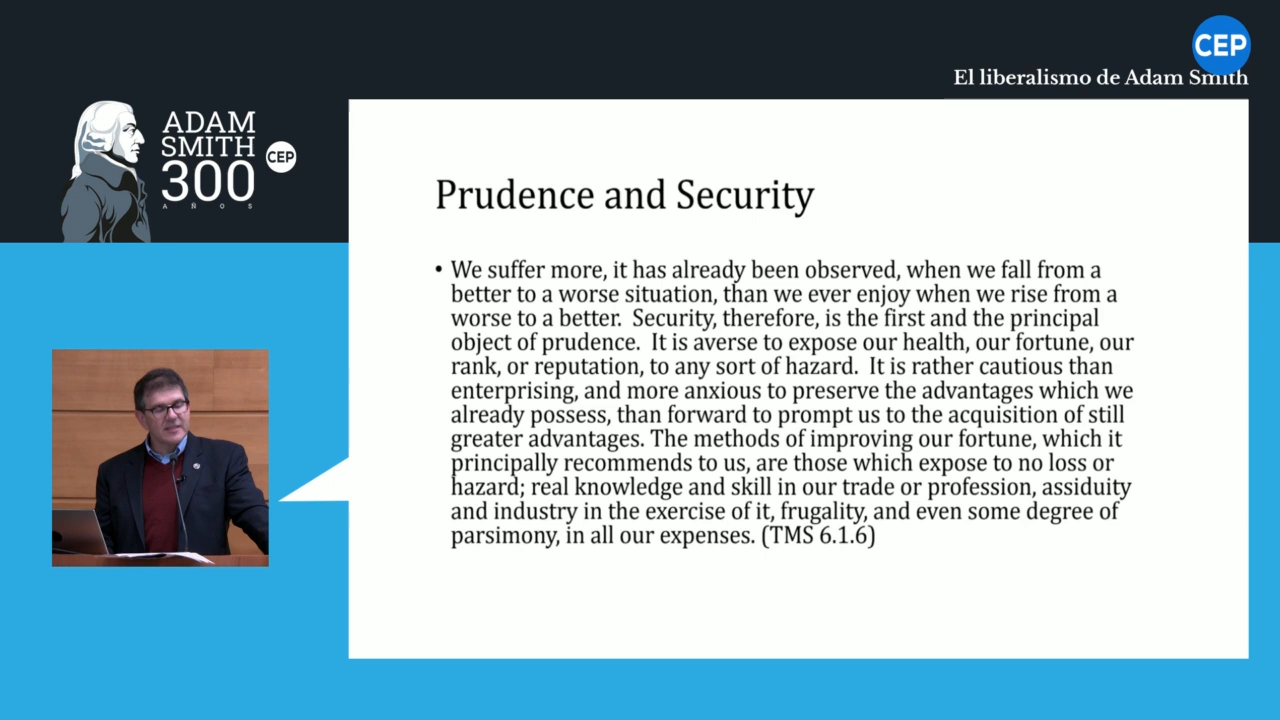 CEP
El liberalismo de Adam Smith
ADAM
SMITH
300
AÑOS
CEP
Prudence and Security
• We suffer more, it has already been observed, when we fall from a
better to a worse situation, than we ever enjoy when we rise from a
worse to a better.  Security, therefore, is the first and the principal
object of prudence.  It is averse to expose our health, our fortune, our
rank, or reputation, to any sort of hazard.  It is rather cautious than
enterprising, and more anxious to preserve the advantages which we
already possess, than forward to prompt us to the acquisition of still
greater advantages. The methods of improving our fortune, which it
principally recommends to us, are those which expose to no loss or
hazard; real knowledge and skill in our trade or profession, assiduity
and industry in the exercise of it, frugality, and even some degree of
parsimony, in all our expenses. (TMS 6.1.6)